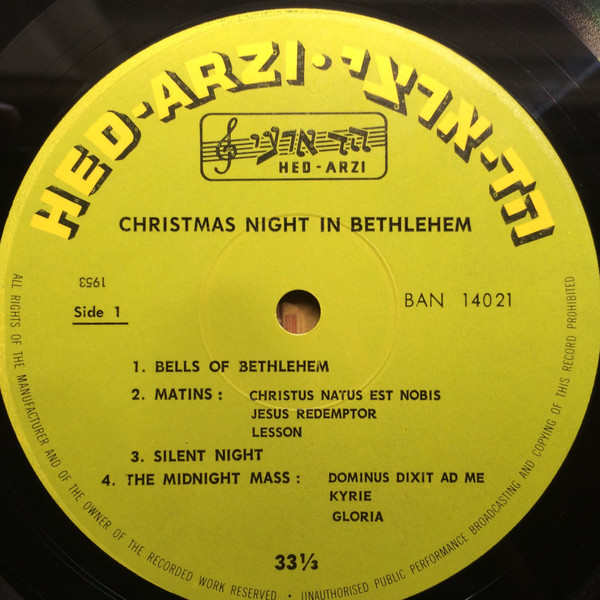 HED-ARZI · הד-ארצי
הד ארצי
HED-ARZI
CHRISTMAS NIGHT IN BETHLEHEM
1953
Side 1
BAN 14021
1. BELLS OF BETHLEHEM
2. MATINS : CHRISTUS NATUS EST NOBIS
JESUS REDEMPTOR
LESSON
3. SILENT NIGHT
4. THE MIDNIGHT MASS : DOMINUS DIXIT AD ME
KYRIE
GLORIA
33⅓
ALL RIGHTS OF THE MANUFACTURER AND OF THE OWNER OF THE RECORDED WORK RESERVED · UNAUTHORISED PUBLIC PERFORMANCE BROADCASTING AND COPYING OF THIS RECORD PROHIBITED